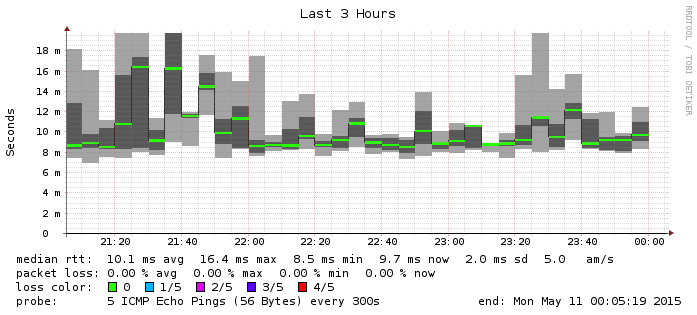 Last 3 Hours
RRDTOOL / TOBI OETIKER
Seconds
18 m
16 m
14 m
12 m
10 m
8 m
6 m
4 m
2 m
0
21:20 21:40 22:00 22:20 22:40 23:00 23:20 23:40 00:00
median rtt: 10.1 ms avg 16.4 ms max 8.5 ms min 9.7 ms now 2.0 ms sd 5.0 am/s
packet loss: 0.00 % avg 0.00 % max 0.00 % min 0.00 % now
loss color: 0 1/5 2/5 3/5 4/5
probe: 5 ICMP Echo Pings (56 Bytes) every 300s end: Mon May 11 00:05:19 2015